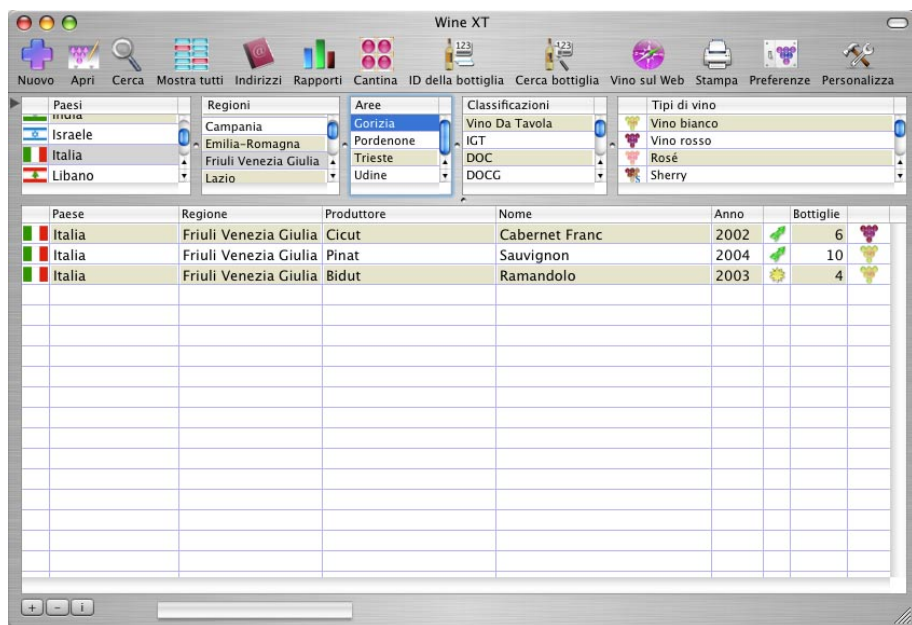 Wine XT
Nuovo Apri Cerca Mostra tutti Indirizzi Rapporti Cantina ID della bottiglia Cerca bottiglia Vino sul Web Stampa Preferenze Personalizza
Paesi
India
Israele
Italia
Libano
Regioni
Campania
Emilia-Romagna
Friuli Venezia Giulia
Lazio
Aree
Gorizia
Pordenone
Trieste
Udine
Classificazioni
Vino Da Tavola
IGT
DOC
DOCG
Tipi di vino
Vino bianco
Vino rosso
Rosé
Sherry
Paese Regione Produttore Nome Anno Bottiglie
Italia Friuli Venezia Giulia Cicut Cabernet Franc 2002 6
Italia Friuli Venezia Giulia Pinat Sauvignon 2004 10
Italia Friuli Venezia Giulia Bidut Ramandolo 2003 4
+ - i